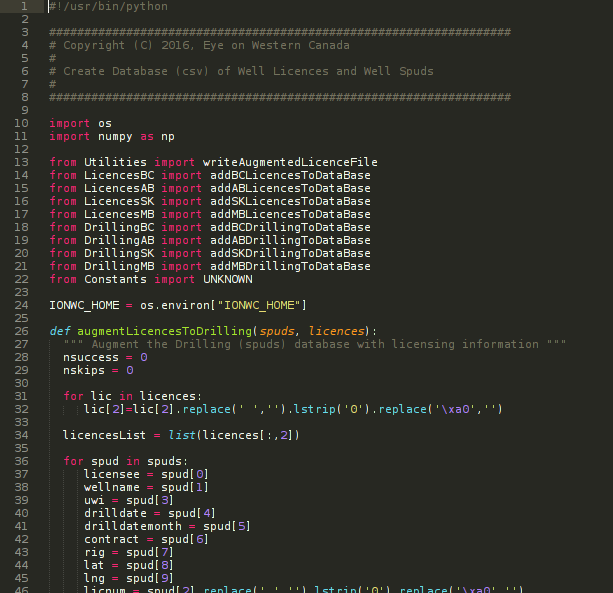 1 #!/usr/bin/python
2
3 ##################################################################
4 # Copyright (C) 2016, Eye on Western Canada
5 #
6 # Create Database (csv) of Well Licences and Well Spuds
7 #
8 ##################################################################
9
10 import os
11 import numpy as np
12
13 from Utilities import writeAugmentedLicenceFile
14 from LicencesBC import addBCLicencesToDataBase
15 from LicencesAB import addABLicencesToDataBase
16 from LicencesSK import addSKLicencesToDataBase
17 from LicencesMB import addMBLicencesToDataBase
18 from DrillingBC import addBCDrillingToDataBase
19 from DrillingAB import addABDrillingToDataBase
20 from DrillingSK import addSKDrillingToDataBase
21 from DrillingMB import addMBDrillingToDataBase
22 from Constants import UNKNOWN
23
24 IONWC_HOME = os.environ["IONWC_HOME"]
25
26 def augmentLicencesToDrilling(spuds, licences):
27 """ Augment the Drilling (spuds) database with licensing information """
28 nsuccess = 0
29 nskips = 0
30
31 for lic in licences:
32 lic[2]=lic[2].replace(' ','').lstrip('0').replace('\xa0','')
33
34 licencesList = list(licences[:,2])
35
36 for spud in spuds:
37 licensee = spud[0]
38 wellname = spud[1]
39 uwi = spud[3]
40 drilldate = spud[4]
41 drilldatemonth = spud[5]
42 contract = spud[6]
43 rig = spud[7]
44 lat = spud[8]
45 lng = spud[9]
46 licnum = spud[2].replace(' ','').lstrip('0').replace('\xa0','')